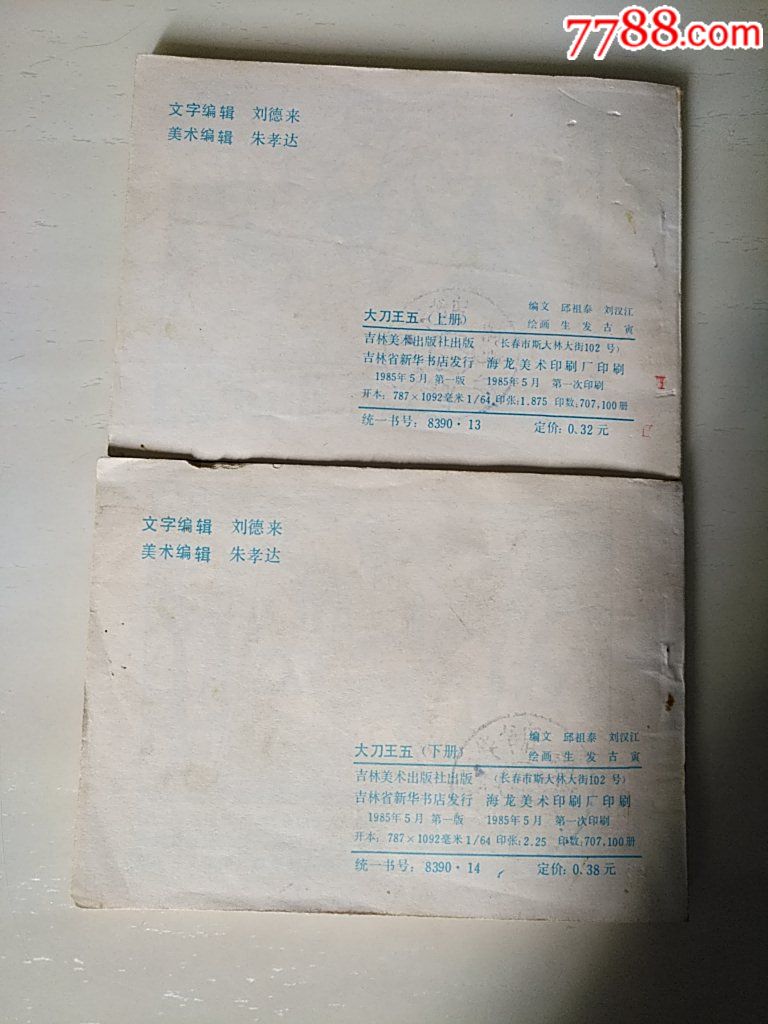 7788.com
文字编辑 刘德来
美术编辑 朱孝达
编文 邱祖泰 刘汉江
大刀王五（上册） 绘画 生发 古寅
吉林美术出版社出版 （长春市斯大林大街102号）
吉林省新华书店发行 海龙美术印刷厂印刷
1985年5月 第一版 1985年5月 第一次印刷
开本：787×1092毫米1/64 印张：1.875 印数：707,100册
统一书号：8390·13 定价：0.32元
文字编辑 刘德来
美术编辑 朱孝达
编文 邱祖泰 刘汉江
大刀王五（下册） 绘画 生发 古寅
吉林美术出版社出版 （长春市斯大林大街102号）
吉林省新华书店发行 海龙美术印刷厂印刷
1985年5月 第一版 1985年5月 第一次印刷
开本：787×1092毫米1/64 印张：2.25 印数：707,100册
统一书号：8390·14 定价：0.38元